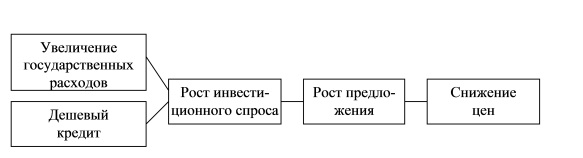 Увеличение
государственных
расходов
Дешевый
кредит
Рост инвести-
ционного спроса
Рост предло-
жения
Снижение
цен